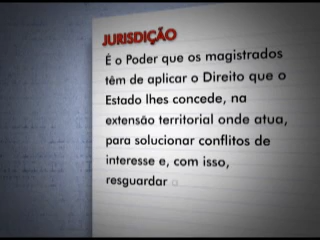 JURISDIÇÃO
É o Poder que os magistrados
têm de aplicar o Direito que o
Estado lhes concede, na
extensão territorial onde atua,
para solucionar conflitos de
interesse e, com isso,
resguardar a